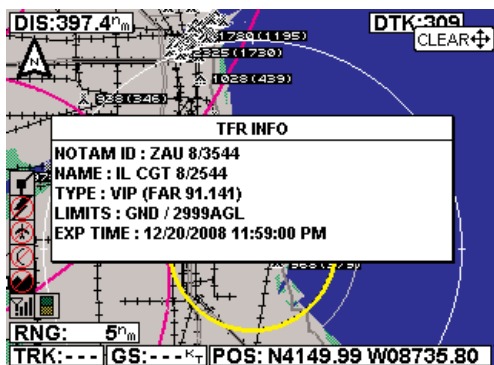 DIS:397.4nm
DTK:309
CLEAR
N
1780(1195)
2325(1730)
1028(439)
TFR INFO
NOTAM ID : ZAU 8/3544
NAME : IL CGT 8/2544
TYPE : VIP (FAR 91.141)
LIMITS : GND / 2999AGL
EXP TIME : 12/20/2008 11:59:00 PM
RNG: 5nm
TRK:--- GS:---KT POS: N4149.99 W08735.80